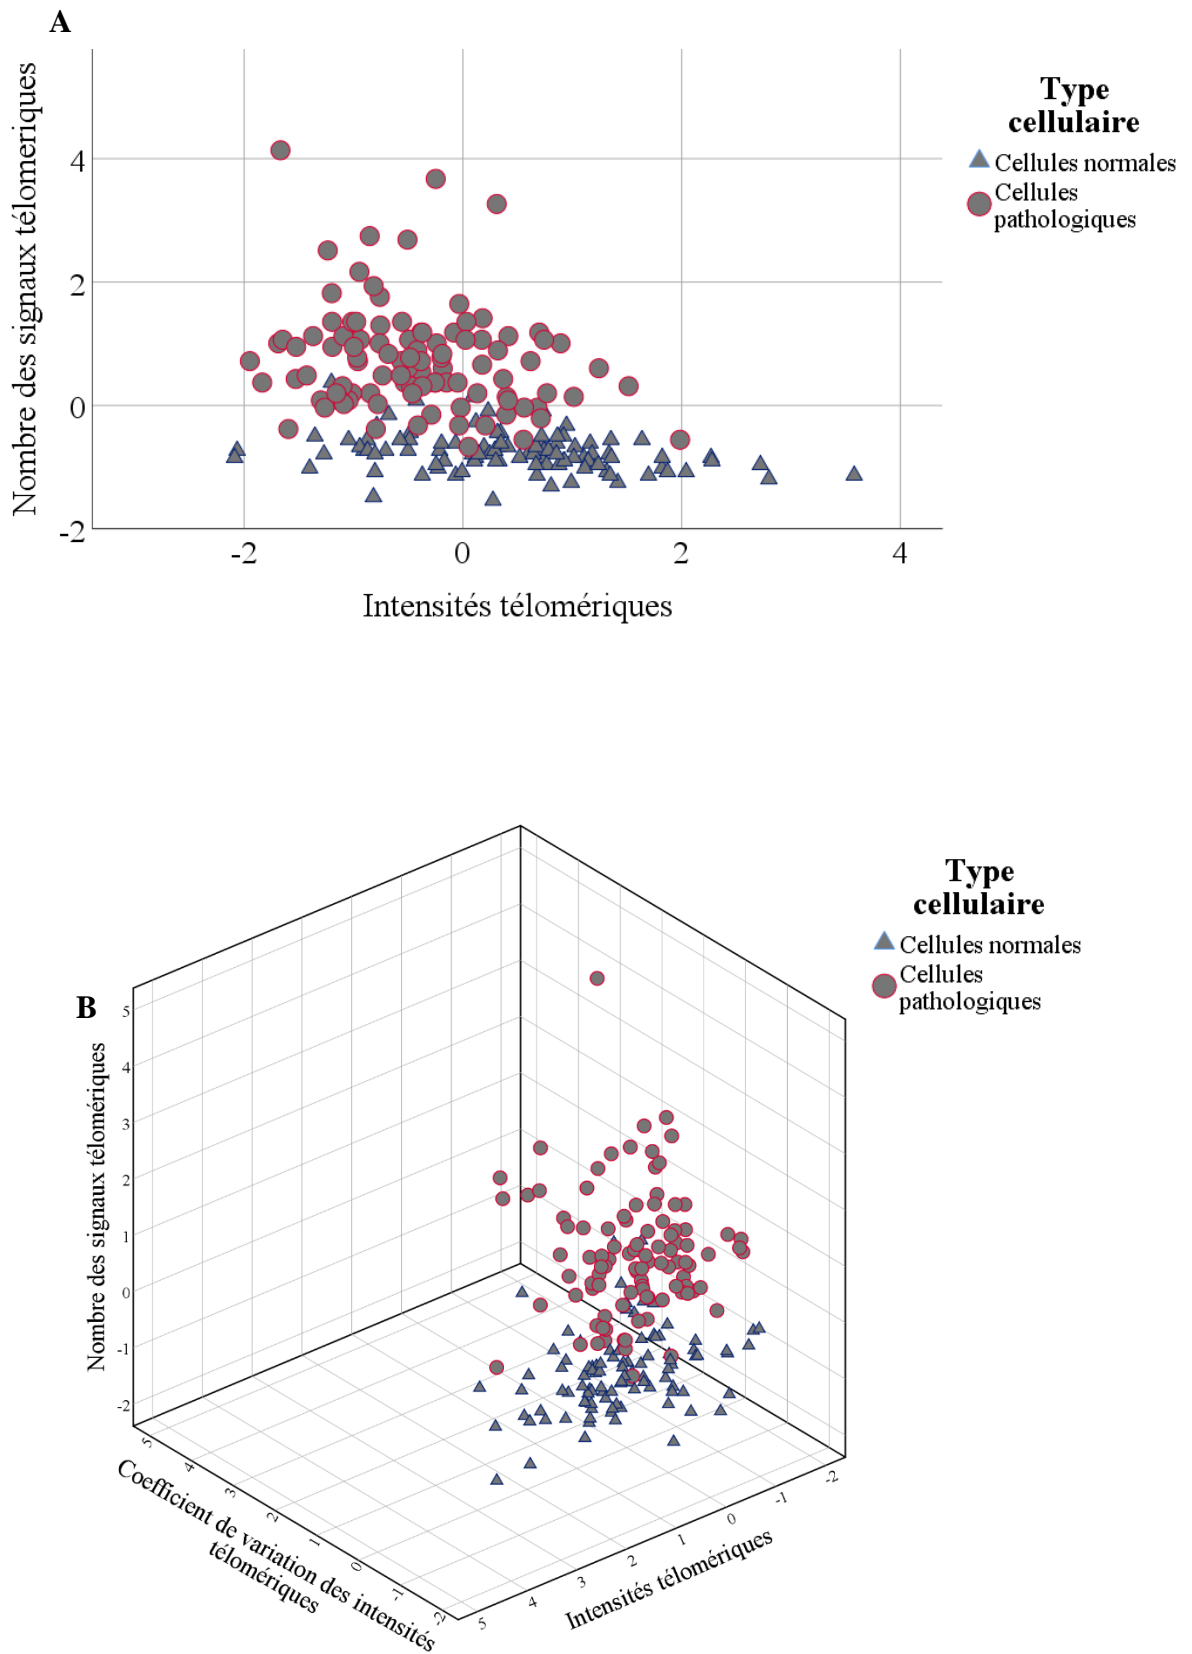 A
Nombre des signaux télomeriques
4
2
0
-2
-2
0
2
4
Intensités télomériques
Type
cellulaire
Cellules normales
Cellules
pathologiques
B
Nombre des signaux télomériques
5
4
3
2
1
0
-1
-2
5
4
3
2
1
0
-1
-2
Coefficient de variation des intensités
télomériques
5
4
3
2
1
0
-1
-2
Intensités télomériques
Type
cellulaire
Cellules normales
Cellules
pathologiques